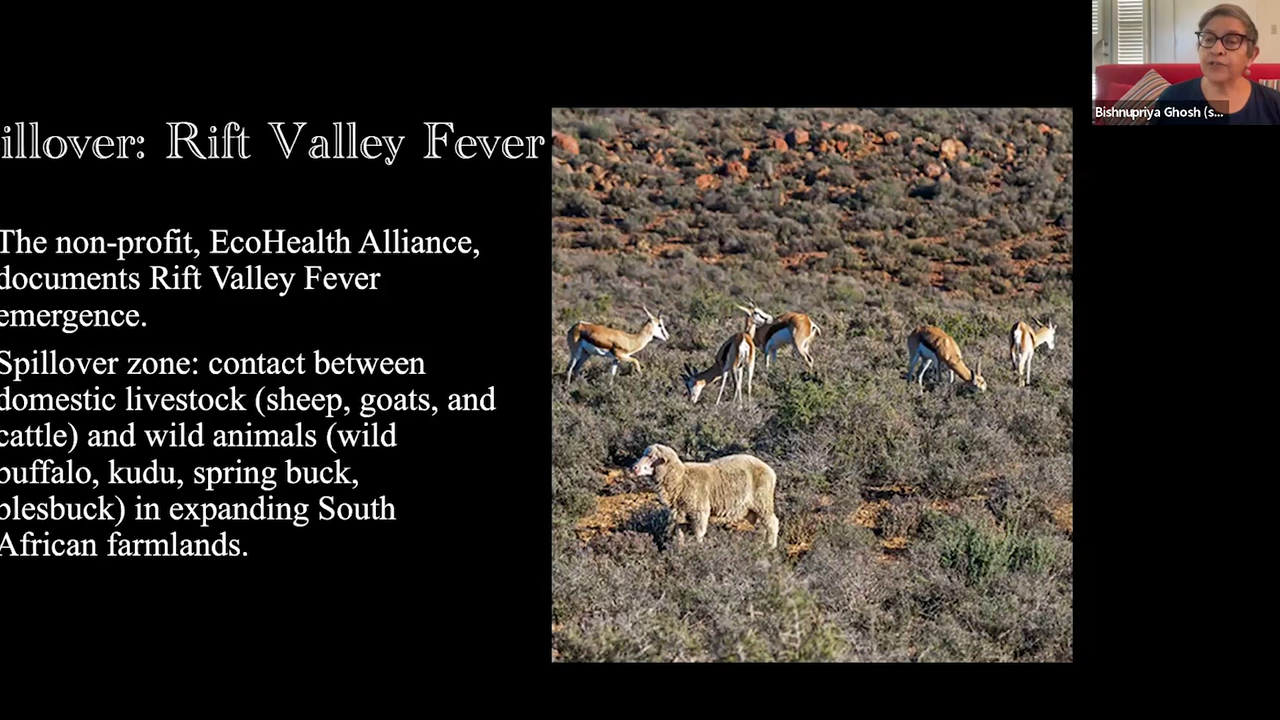 illover: Rift Valley Fever
The non-profit, EcoHealth Alliance,
documents Rift Valley Fever
emergence.
Spillover zone: contact between
domestic livestock (sheep, goats, and
cattle) and wild animals (wild
buffalo, kudu, spring buck,
blesbuck) in expanding South
African farmlands.
Bishnupriya Ghosh (s...